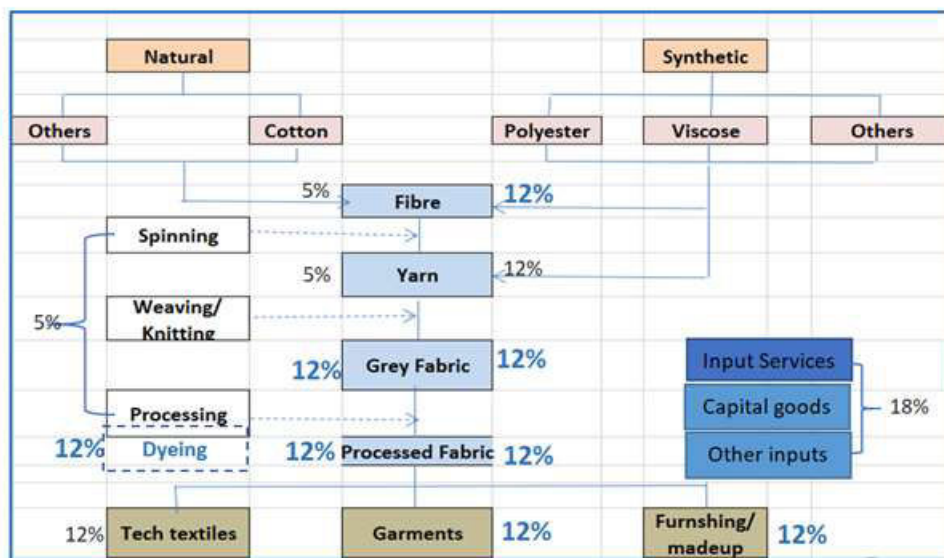 Natural
Synthetic
Others
Cotton
Polyester
Viscose
Others
5%
Fibre
12%
Spinning
5%
Yarn
12%
5%
Weaving/
Knitting
12%
Grey Fabric
12%
Input Services
Capital goods
18%
Other inputs
Processing
12%
Dyeing
12%
Processed Fabric
12%
12%
Tech textiles
Garments
12%
Furnshing/
madeup
12%